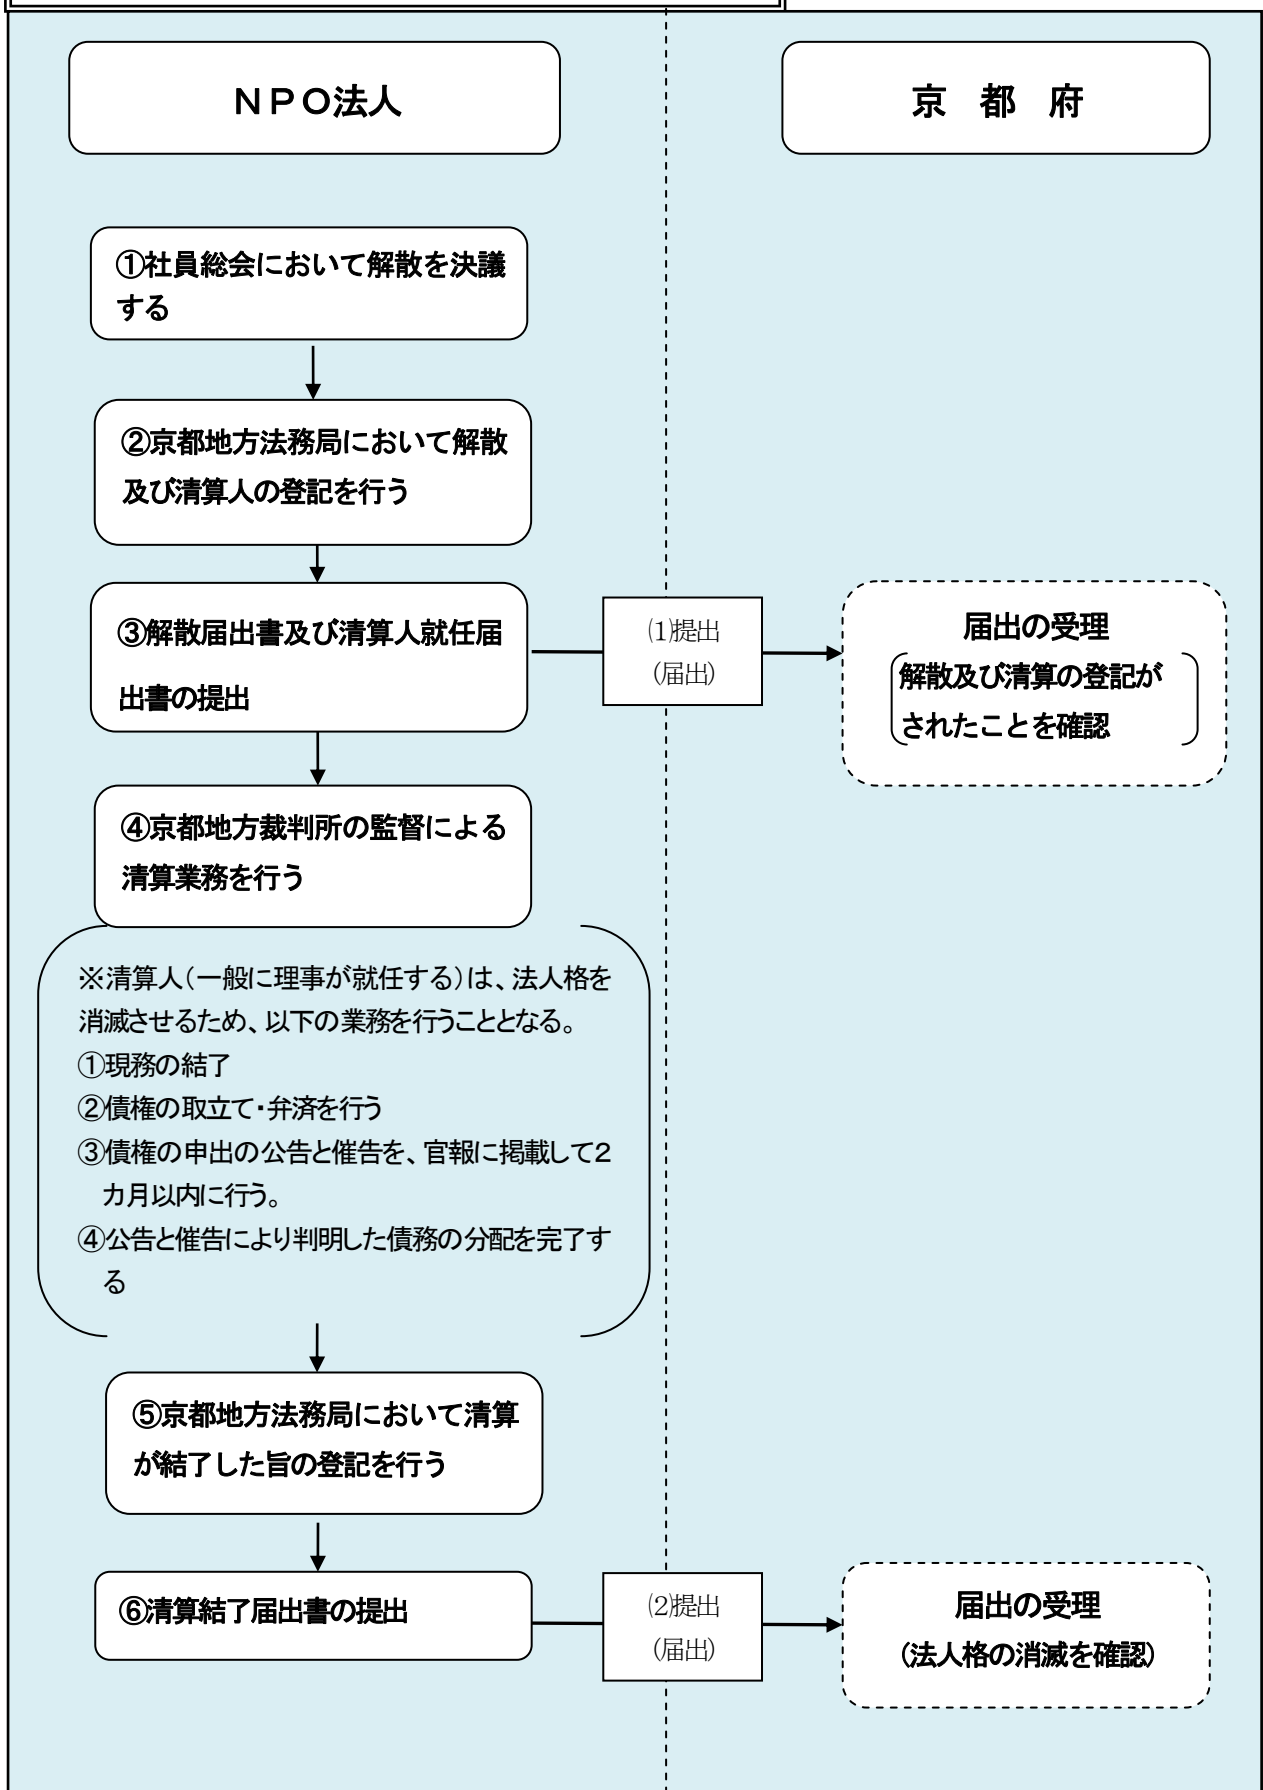 ＮＰＯ法人
京　都　府
①社員総会において解散を決議
する
②京都地方法務局において解散
及び清算人の登記を行う
③解散届出書及び清算人就任届
出書の提出
⑴提出
(届出)
届出の受理
解散及び清算の登記が
されたことを確認
④京都地方裁判所の監督による
清算業務を行う
※清算人（一般に理事が就任する）は、法人格を
消滅させるため、以下の業務を行うこととなる。
①現務の結了
②債権の取立て・弁済を行う
③債権の申出の公告と催告を、官報に掲載して２
カ月以内に行う。
④公告と催告により判明した債務の分配を完了す
る
⑤京都地方法務局において清算
が結了した旨の登記を行う
⑥清算結了届出書の提出
⑵提出
(届出)
届出の受理
（法人格の消滅を確認）